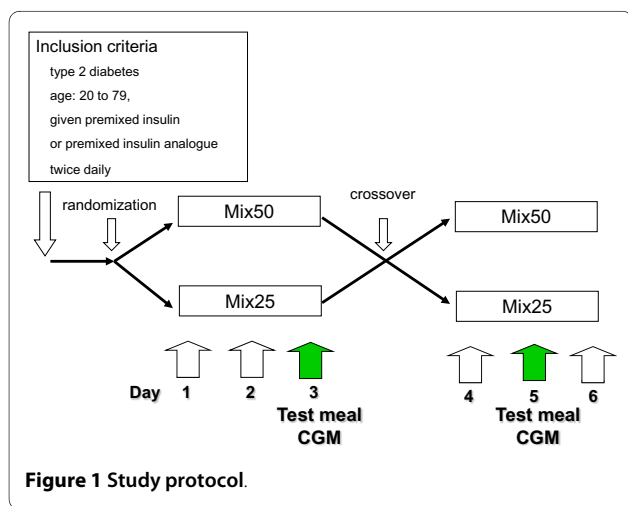 Inclusion criteria
type 2 diabetes
age: 20 to 79,
given premixed insulin
or premixed insulin analogue
twice daily
randomization
crossover
Mix50
Mix50
Mix25
Mix25
Day 1 2 3 4 5 6
Test meal Test meal
CGM CGM
Figure 1 Study protocol.